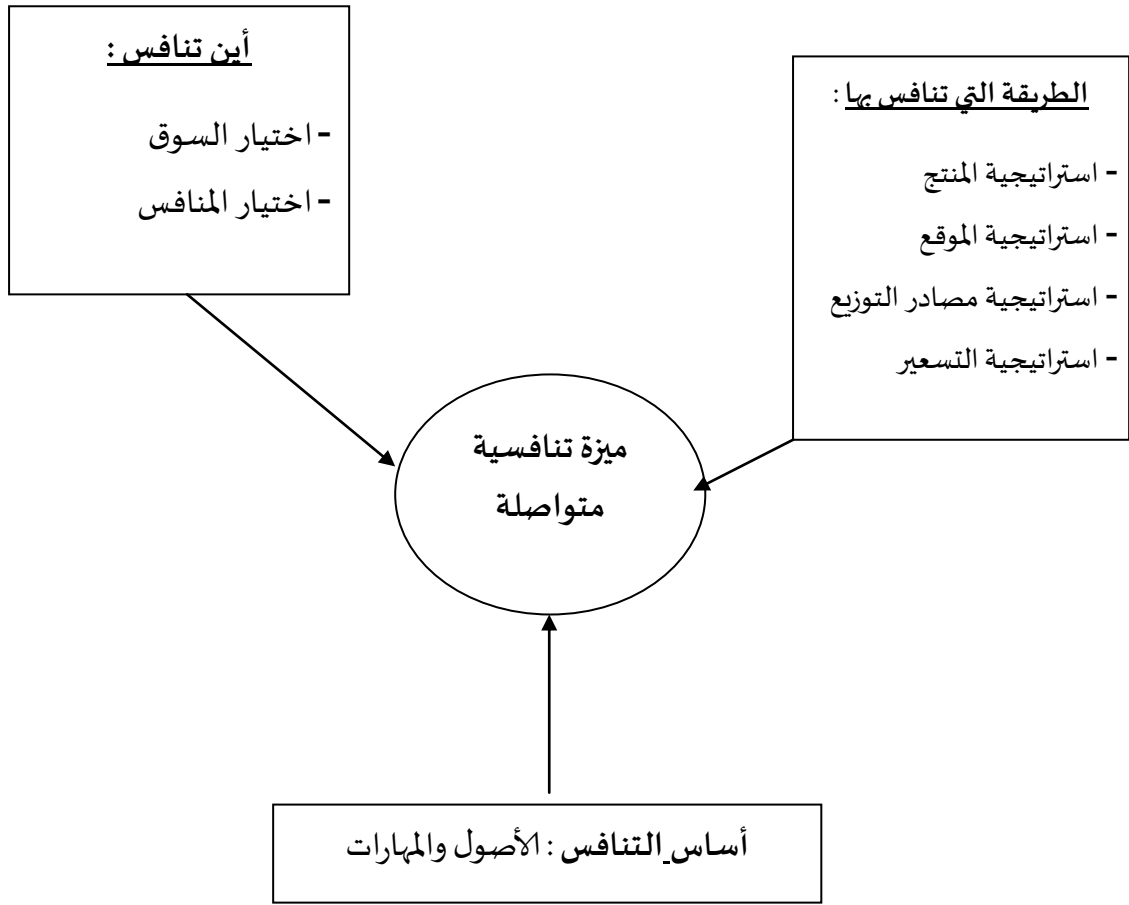 أين تنافس :
- اختيار السوق
- اختيار المنافس
الطريقة التي تنافس بها :
- استراتيجية المنتج
- استراتيجية الموقع
- استراتيجية مصادر التوزيع
- استراتيجية التسعير
ميزة تنافسية
متواصلة
أساس التنافس : الأصول والمهارات